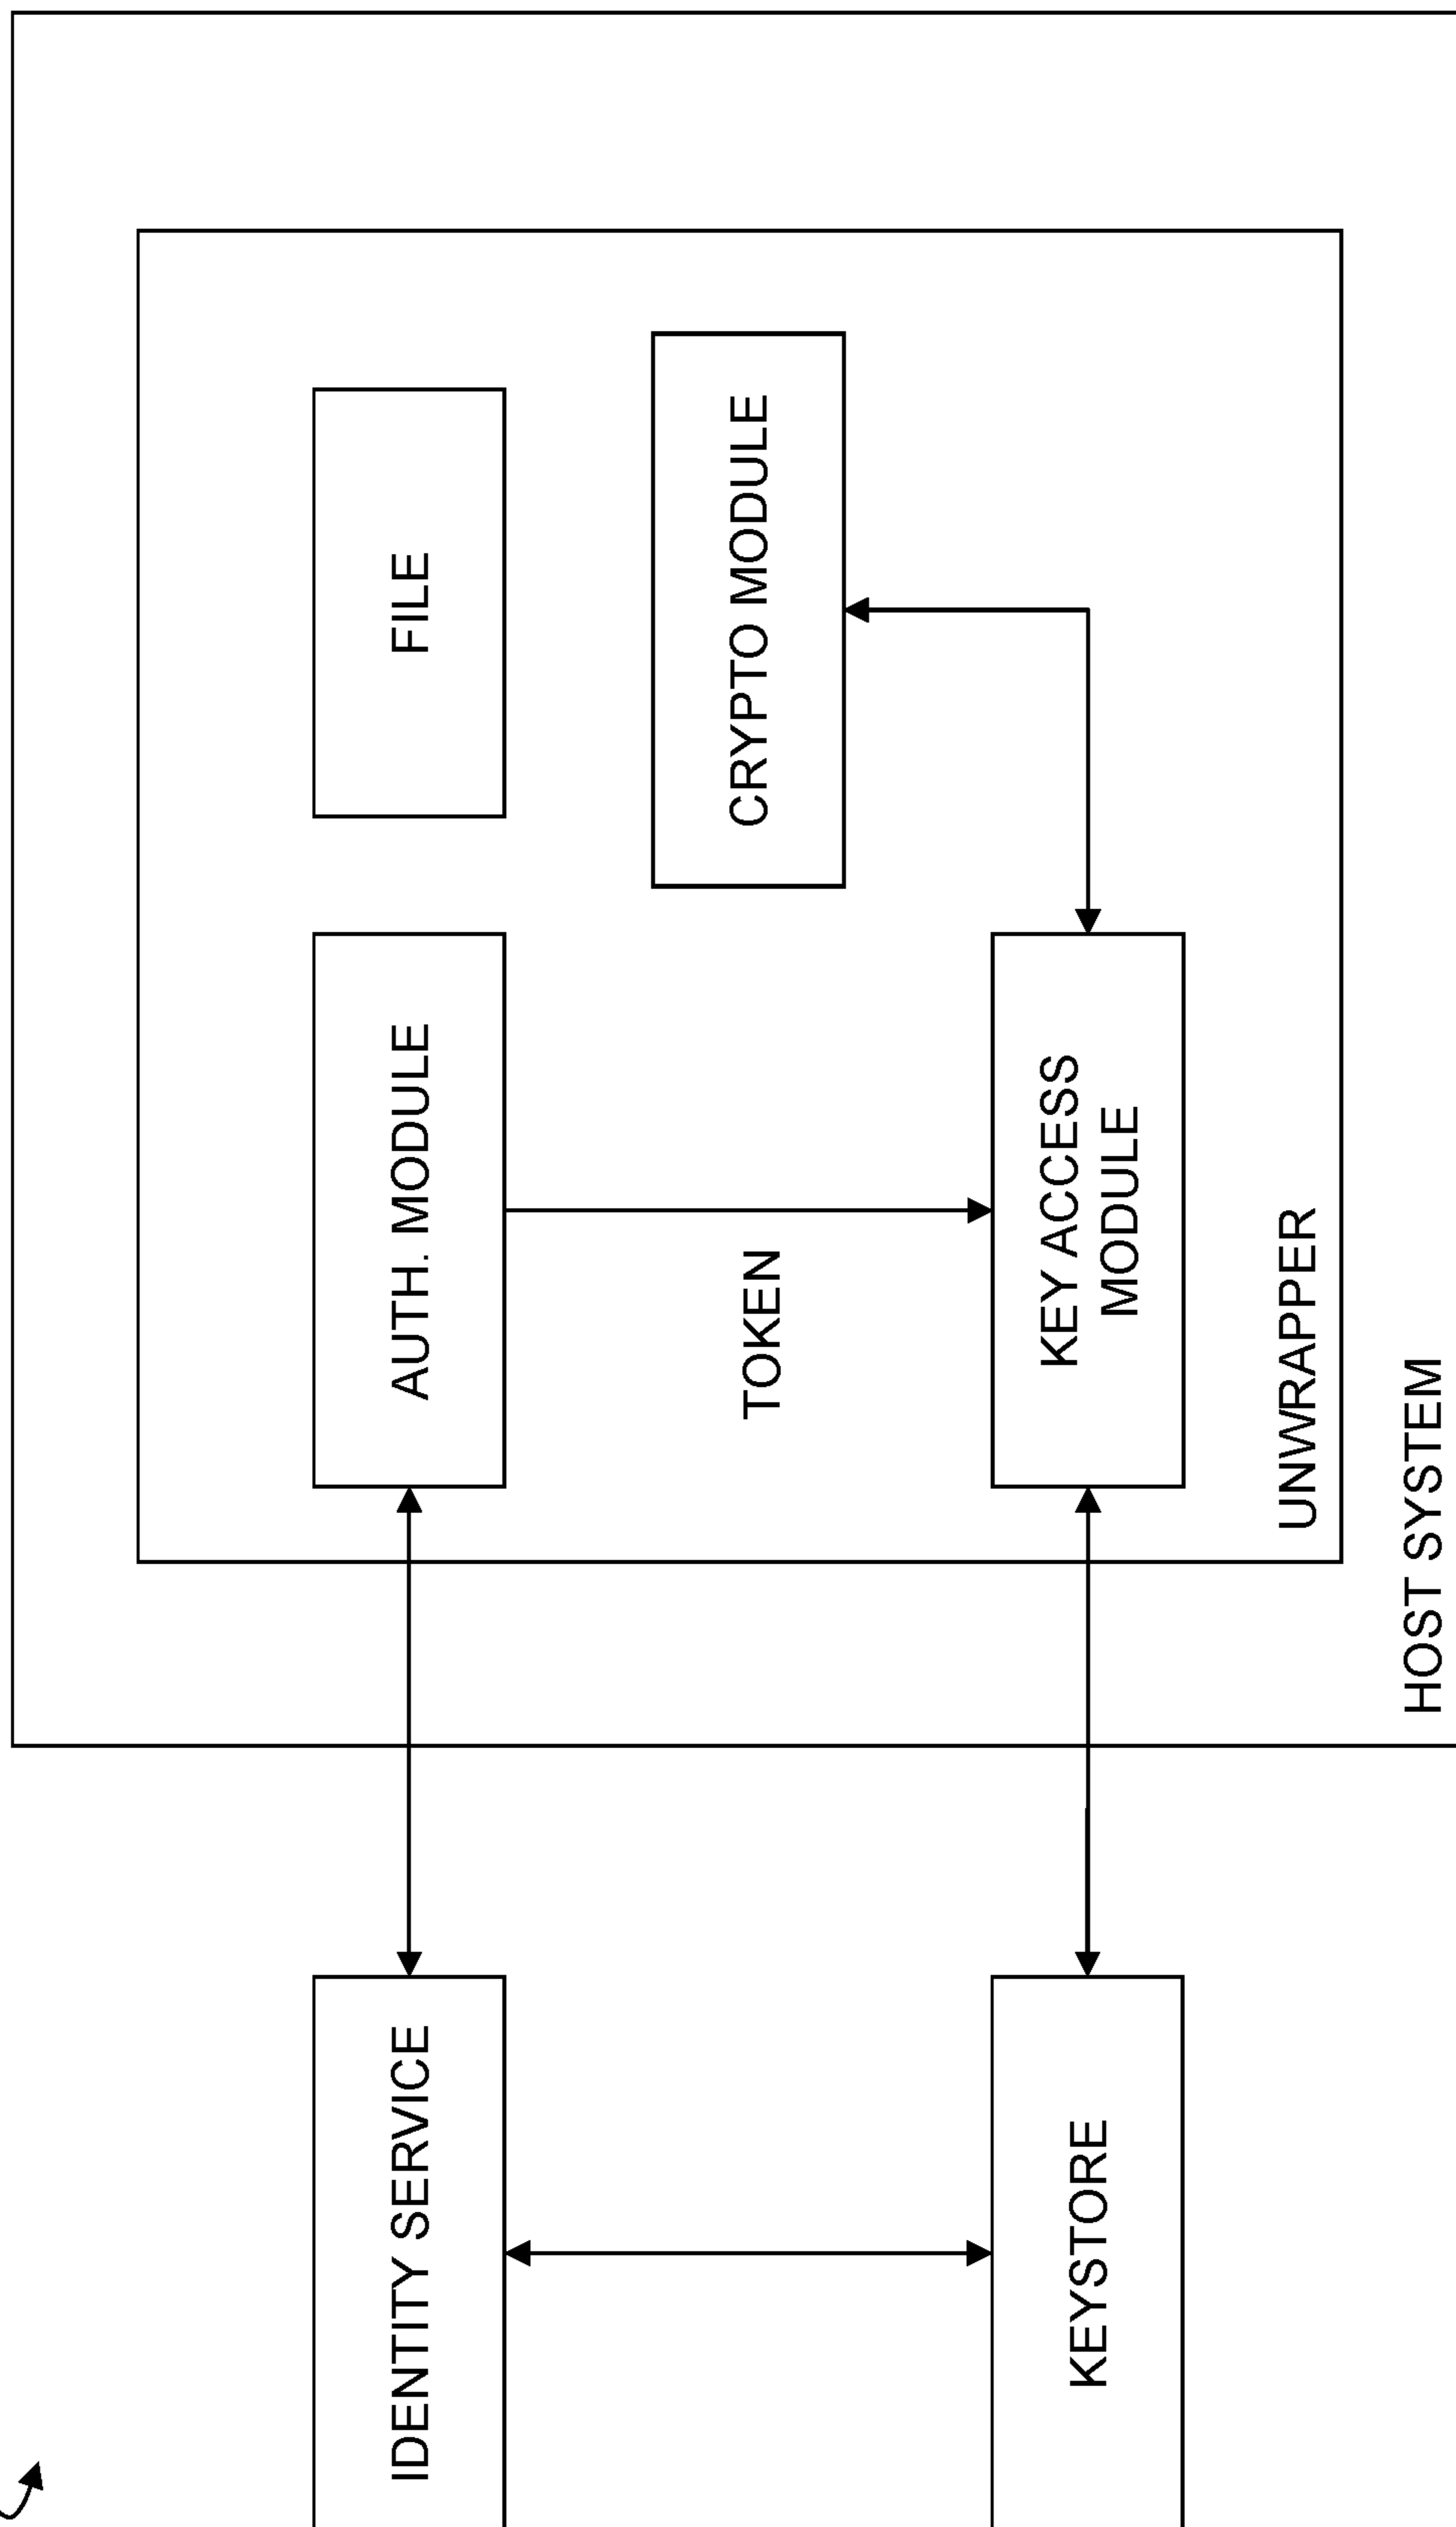 IDENTITY SERVICE
AUTH. MODULE
FILE
TOKEN
CRYPTO MODULE
KEYSTORE
KEY ACCESS
MODULE
UNWRAPPER
HOST SYSTEM